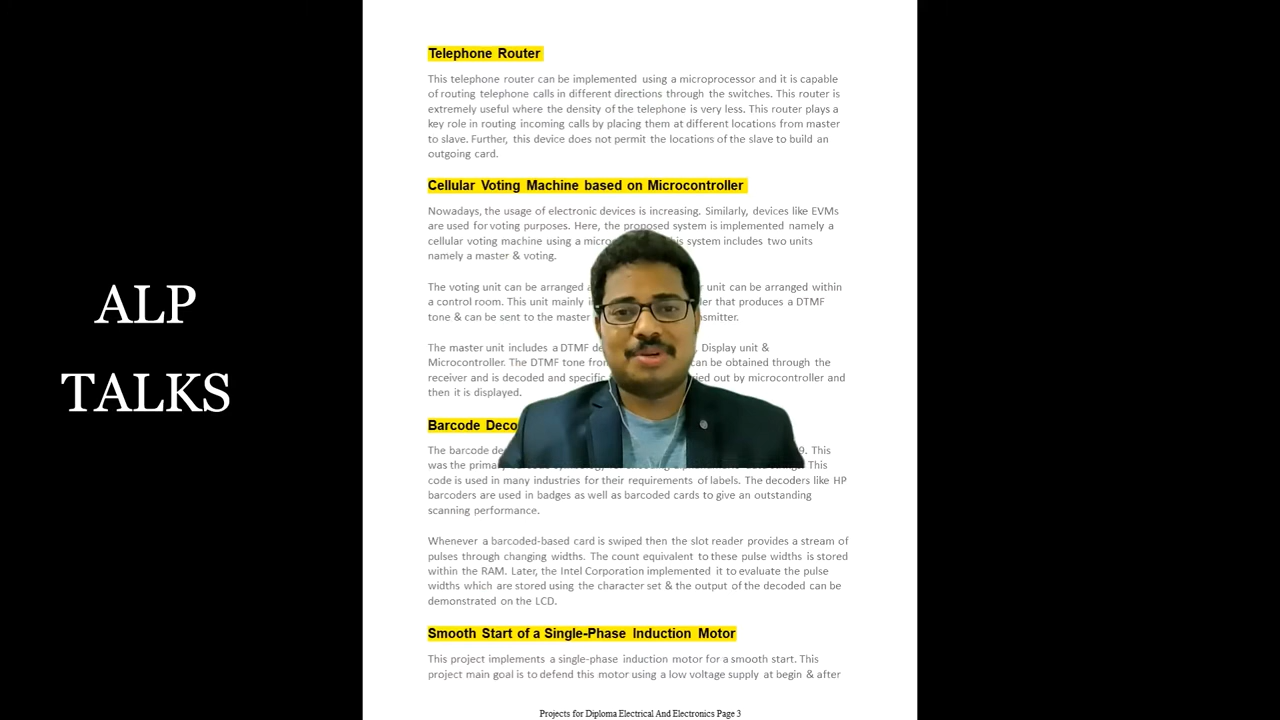 ALP
TALKS
Telephone Router
This telephone router can be implemented using a microprocessor and it is capable
of routing telephone calls in different directions through the switches. This router is
extremely useful where the density of the telephone is very less. This router plays a
key role in routing incoming calls by placing them at different locations from master
to slave. Further, this device does not permit the locations of the slave to build an
outgoing card.
Cellular Voting Machine based on Microcontroller
Nowadays, the usage of electronic devices is increasing. Similarly, devices like EVMs
are used for voting purposes. Here, the proposed system is implemented namely a
cellular voting machine using a system includes two units
namely a master & voting.
The voting unit can be arranged unit can be arranged within
a control room. This unit mainly that produces a DTMF
tone & can be sent to the master
The master unit includes a DTMF Display unit &
Microcontroller. The DTMF tone can be obtained through the
receiver and is decoded and specific out by microcontroller and
then it is displayed.
Barcode
The barcode This
was the This
code is used in many industries for their requirements of labels. The decoders like HP
barcoders are used in badges as well as barcoded cards to give an outstanding
scanning performance.
Whenever a barcoded-based card is swiped then the slot reader provides a stream of
pulses through changing widths. The count equivalent to these pulse widths is stored
within the RAM. Later, the Intel Corporation implemented it to evaluate the pulse
widths which are stored using the character set & the output of the decoded can be
demonstrated on the LCD.
Smooth Start of a Single-Phase Induction Motor
This project implements a single-phase induction motor for a smooth start. This
project main goal is to defend this motor using a low voltage supply at begin & after
Projects for Diploma Electrical And Electronics Page 3